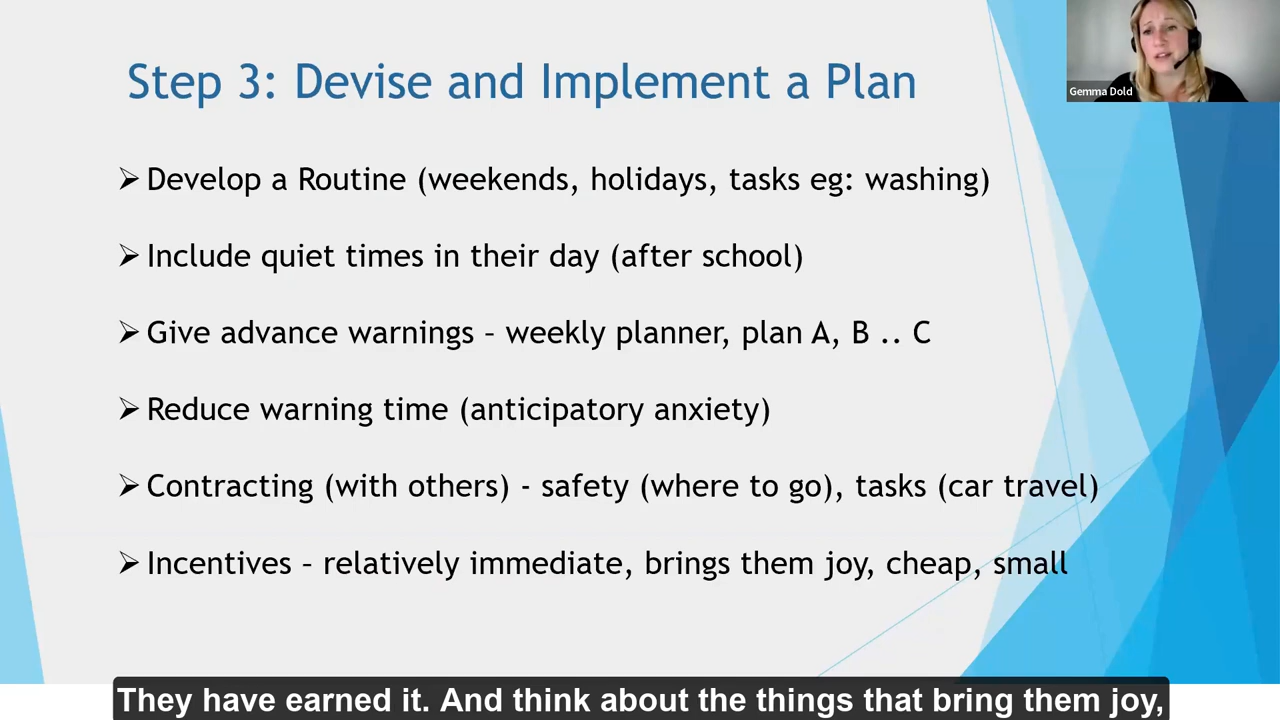 Step 3: Devise and Implement a Plan
Gemma Dold
Develop a Routine (weekends, holidays, tasks eg: washing)
Include quiet times in their day (after school)
Give advance warnings – weekly planner, plan A, B .. C
Reduce warning time (anticipatory anxiety)
Contracting (with others) - safety (where to go), tasks (car travel)
Incentives – relatively immediate, brings them joy, cheap, small
They have earned it. And think about the things that bring them joy,